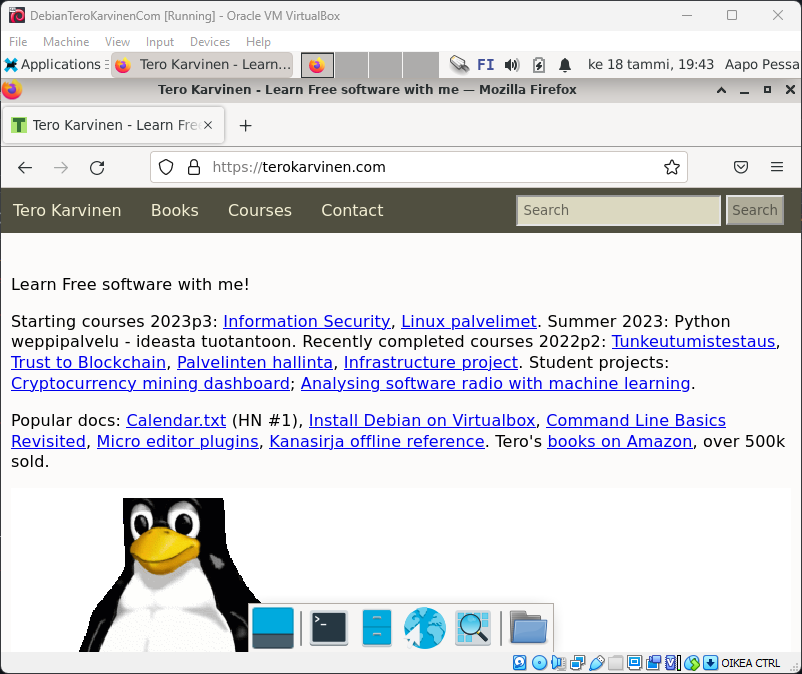 DebianTeroKarvinenCom [Running] - Oracle VM VirtualBox
File Machine View Input Devices Help
Applications Tero Karvinen - Learn... FI ke 18 tammi, 19:43 Aapo Pessa
Tero Karvinen - Learn Free software with me — Mozilla Firefox
Tero Karvinen - Learn Fre
https://terokarvinen.com
Tero Karvinen Books Courses Contact Search Search
Learn Free software with me!
Starting courses 2023p3: Information Security, Linux palvelimet. Summer 2023: Python
weppipalvelu - ideasta tuotantoon. Recently completed courses 2022p2: Tunkeutumistestaus,
Trust to Blockchain, Palvelinten hallinta, Infrastructure project. Student projects:
Cryptocurrency mining dashboard; Analysing software radio with machine learning.
Popular docs: Calendar.txt (HN #1), Install Debian on Virtualbox, Command Line Basics
Revisited, Micro editor plugins, Kanasirja offline reference. Tero's books on Amazon, over 500k
sold.
OIKEA CTRL